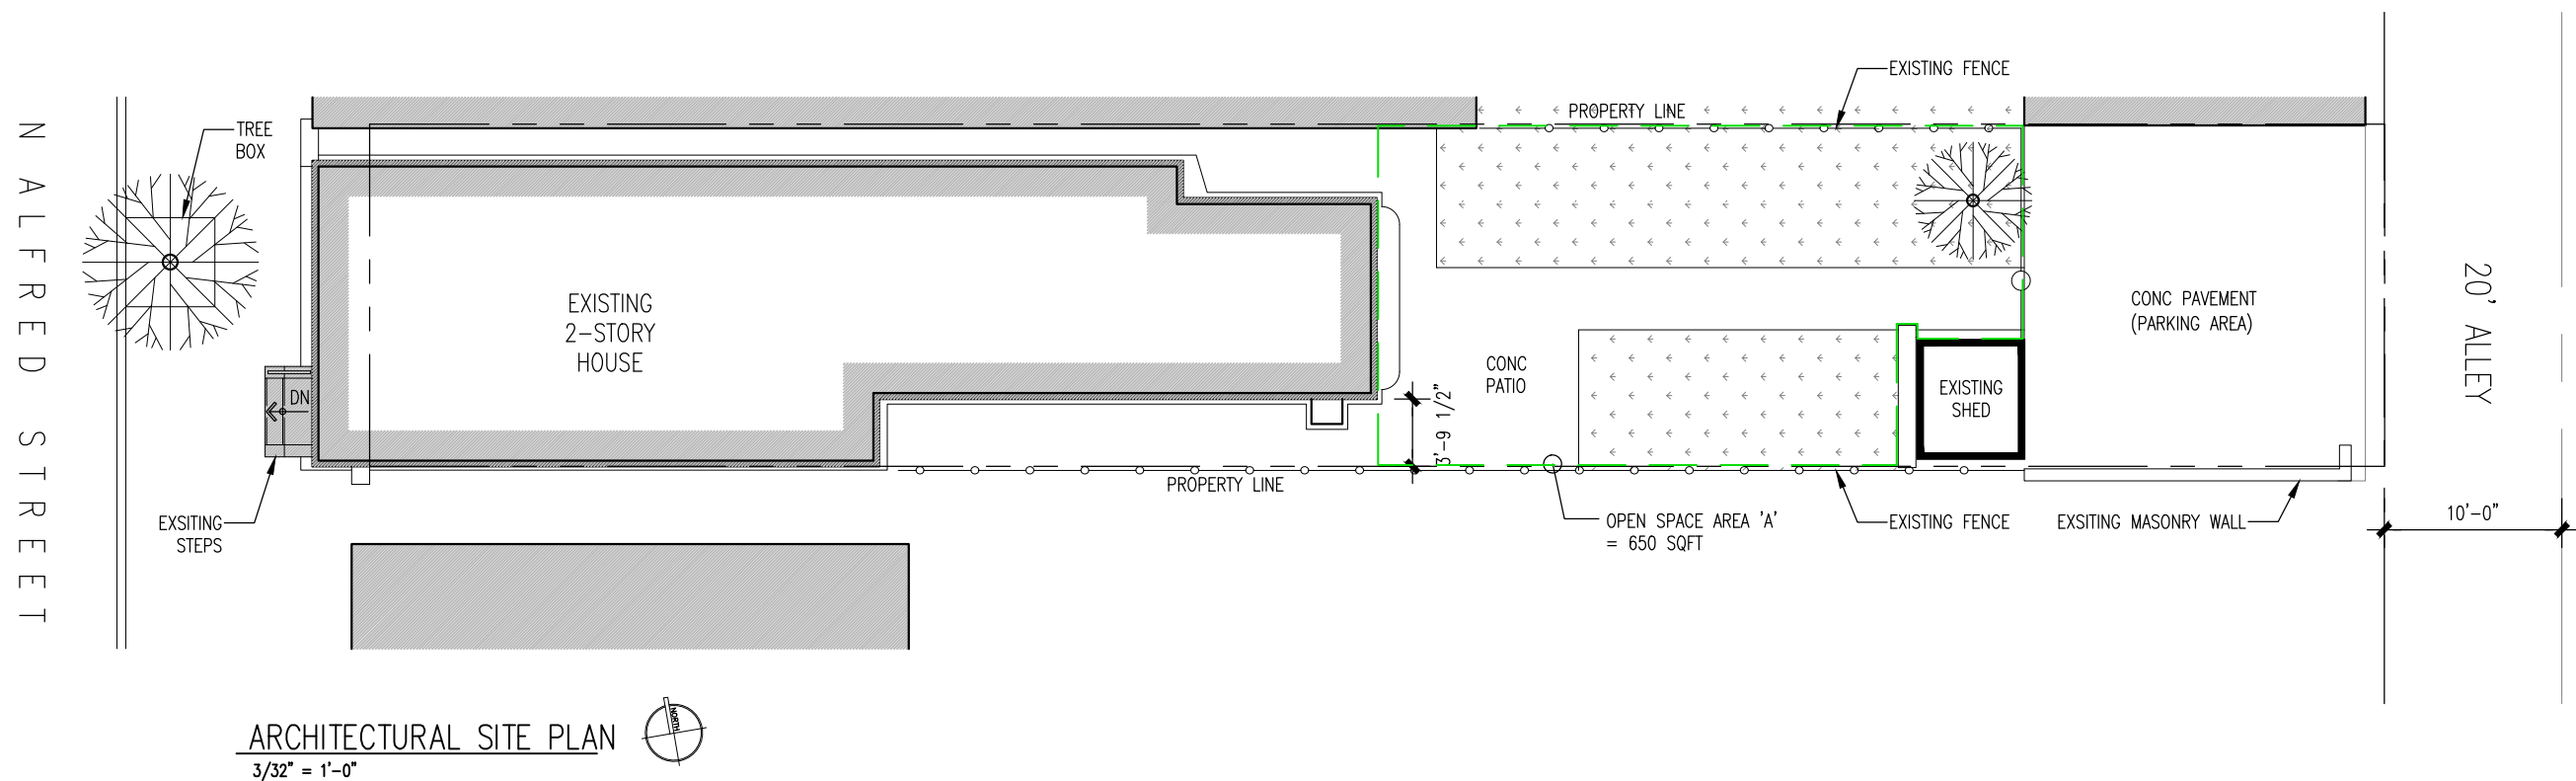 N ALFRED STREET
TREE
BOX
EXISTING FENCE
PROPERTY LINE
EXISTING
2-STORY
HOUSE
DN
CONC
PATIO
3'-9 1/2"
EXISTING
SHED
CONC PAVEMENT
(PARKING AREA)
20' ALLEY
PROPERTY LINE
EXSITING
STEPS
OPEN SPACE AREA 'A'
= 650 SQFT
EXISTING FENCE
EXSITING MASONRY WALL
10'-0"
ARCHITECTURAL SITE PLAN
NORTH
3/32" = 1'-0"